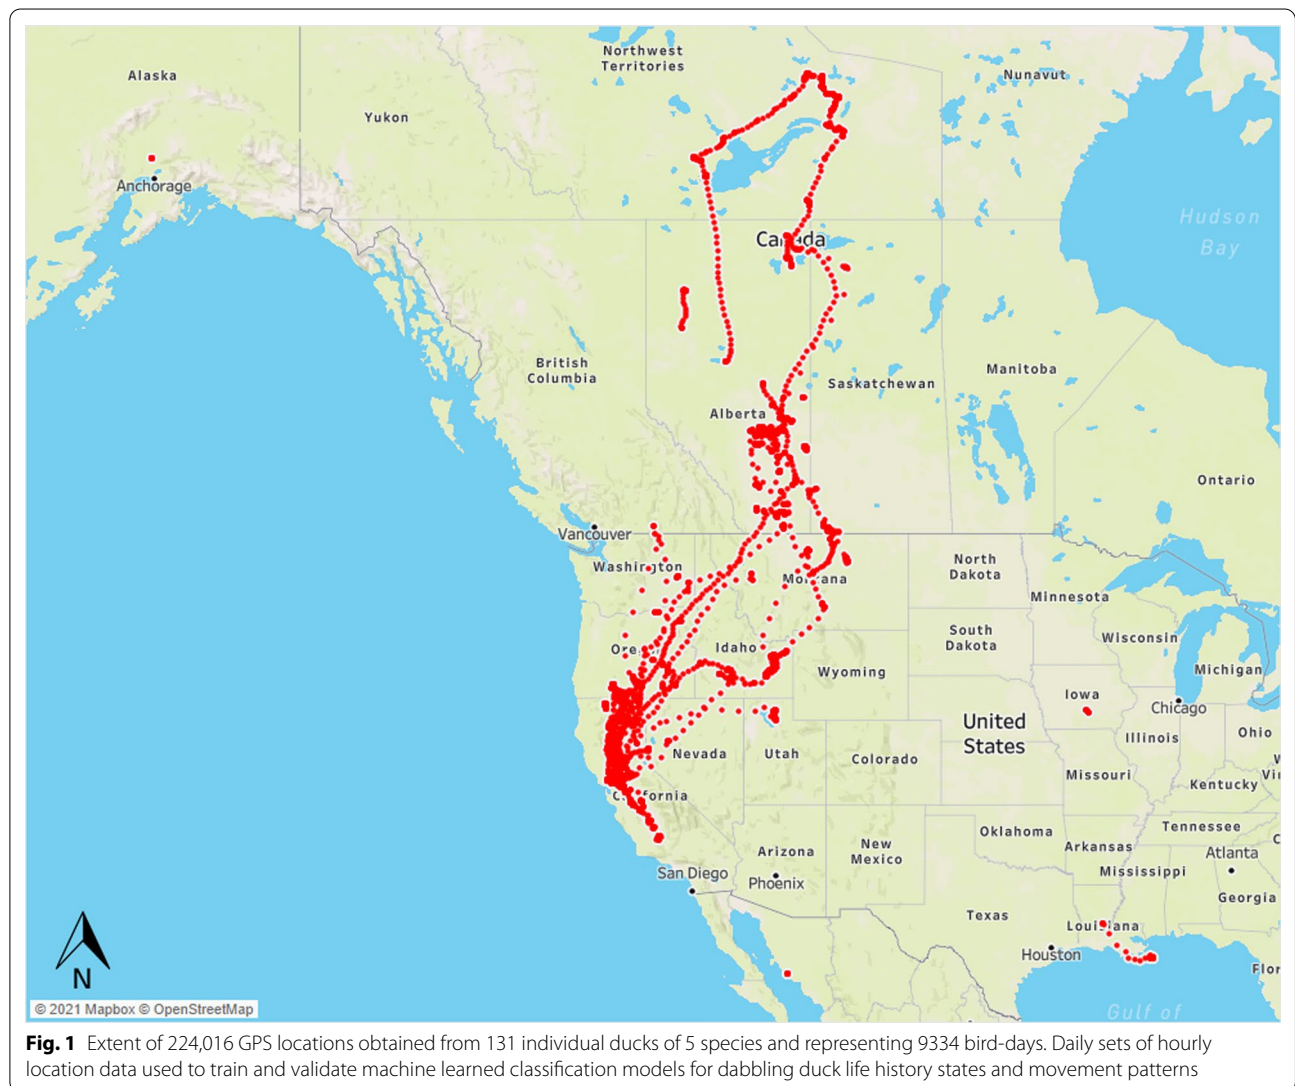 Northwest
Territories
Nunavut
Alaska
Yukon
Anchorage
Hudson
Bay
Canada
British
Columbia
Saskatchewan
Manitoba
Alberta
Ontario
Vancouver
Washington
North
Dakota
Montana
Minnesota
South
Dakota
Wisconsin
Oregon
Idaho
Wyoming
Michigan
Iowa
Chicago
United
States
Illinois
Ohio
Nevada
Utah
Colorado
Missouri
Kentucky
California
Oklahoma
Tennessee
Arkansas
Arizona
New
Mexico
Atlanta
Mississippi
San Diego
Phoenix
Georgia
Texas
Louisiana
Houston
Flor
Gulf of
N
© 2021 Mapbox © OpenStreetMap
Fig. 1 Extent of 224,016 GPS locations obtained from 131 individual ducks of 5 species and representing 9334 bird-days. Daily sets of hourly
location data used to train and validate machine learned classification models for dabbling duck life history states and movement patterns